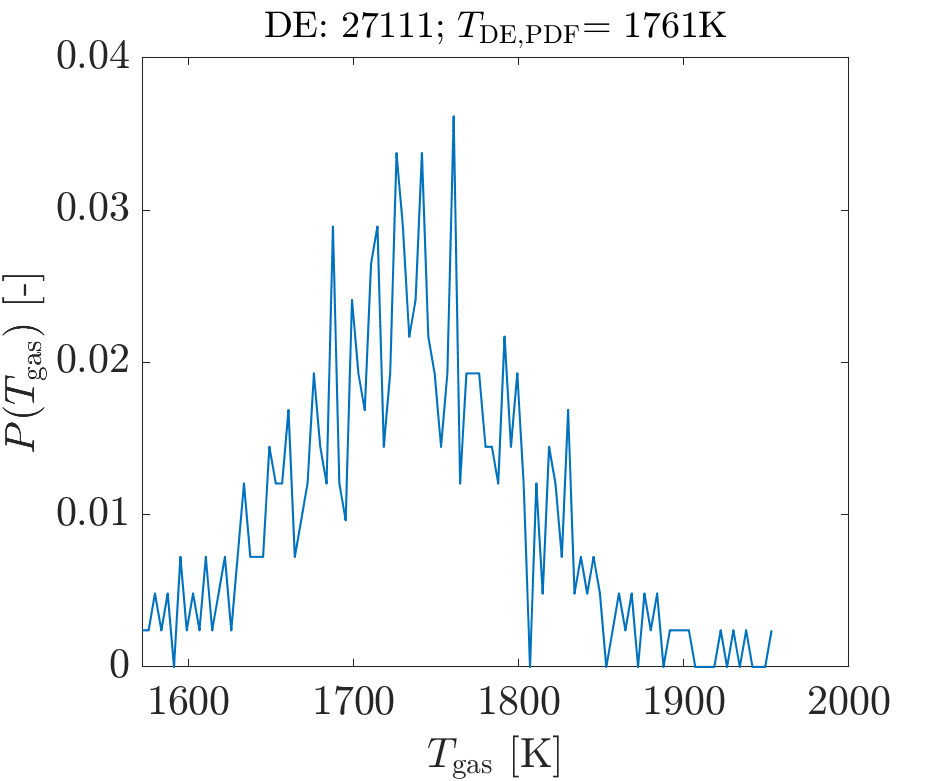 DE: 27111; T_DE,PDF= 1761K
0.04
0.03
0.02
0.01
0
P(T_gas) [-]
1600 1700 1800 1900 2000
T_gas [K]